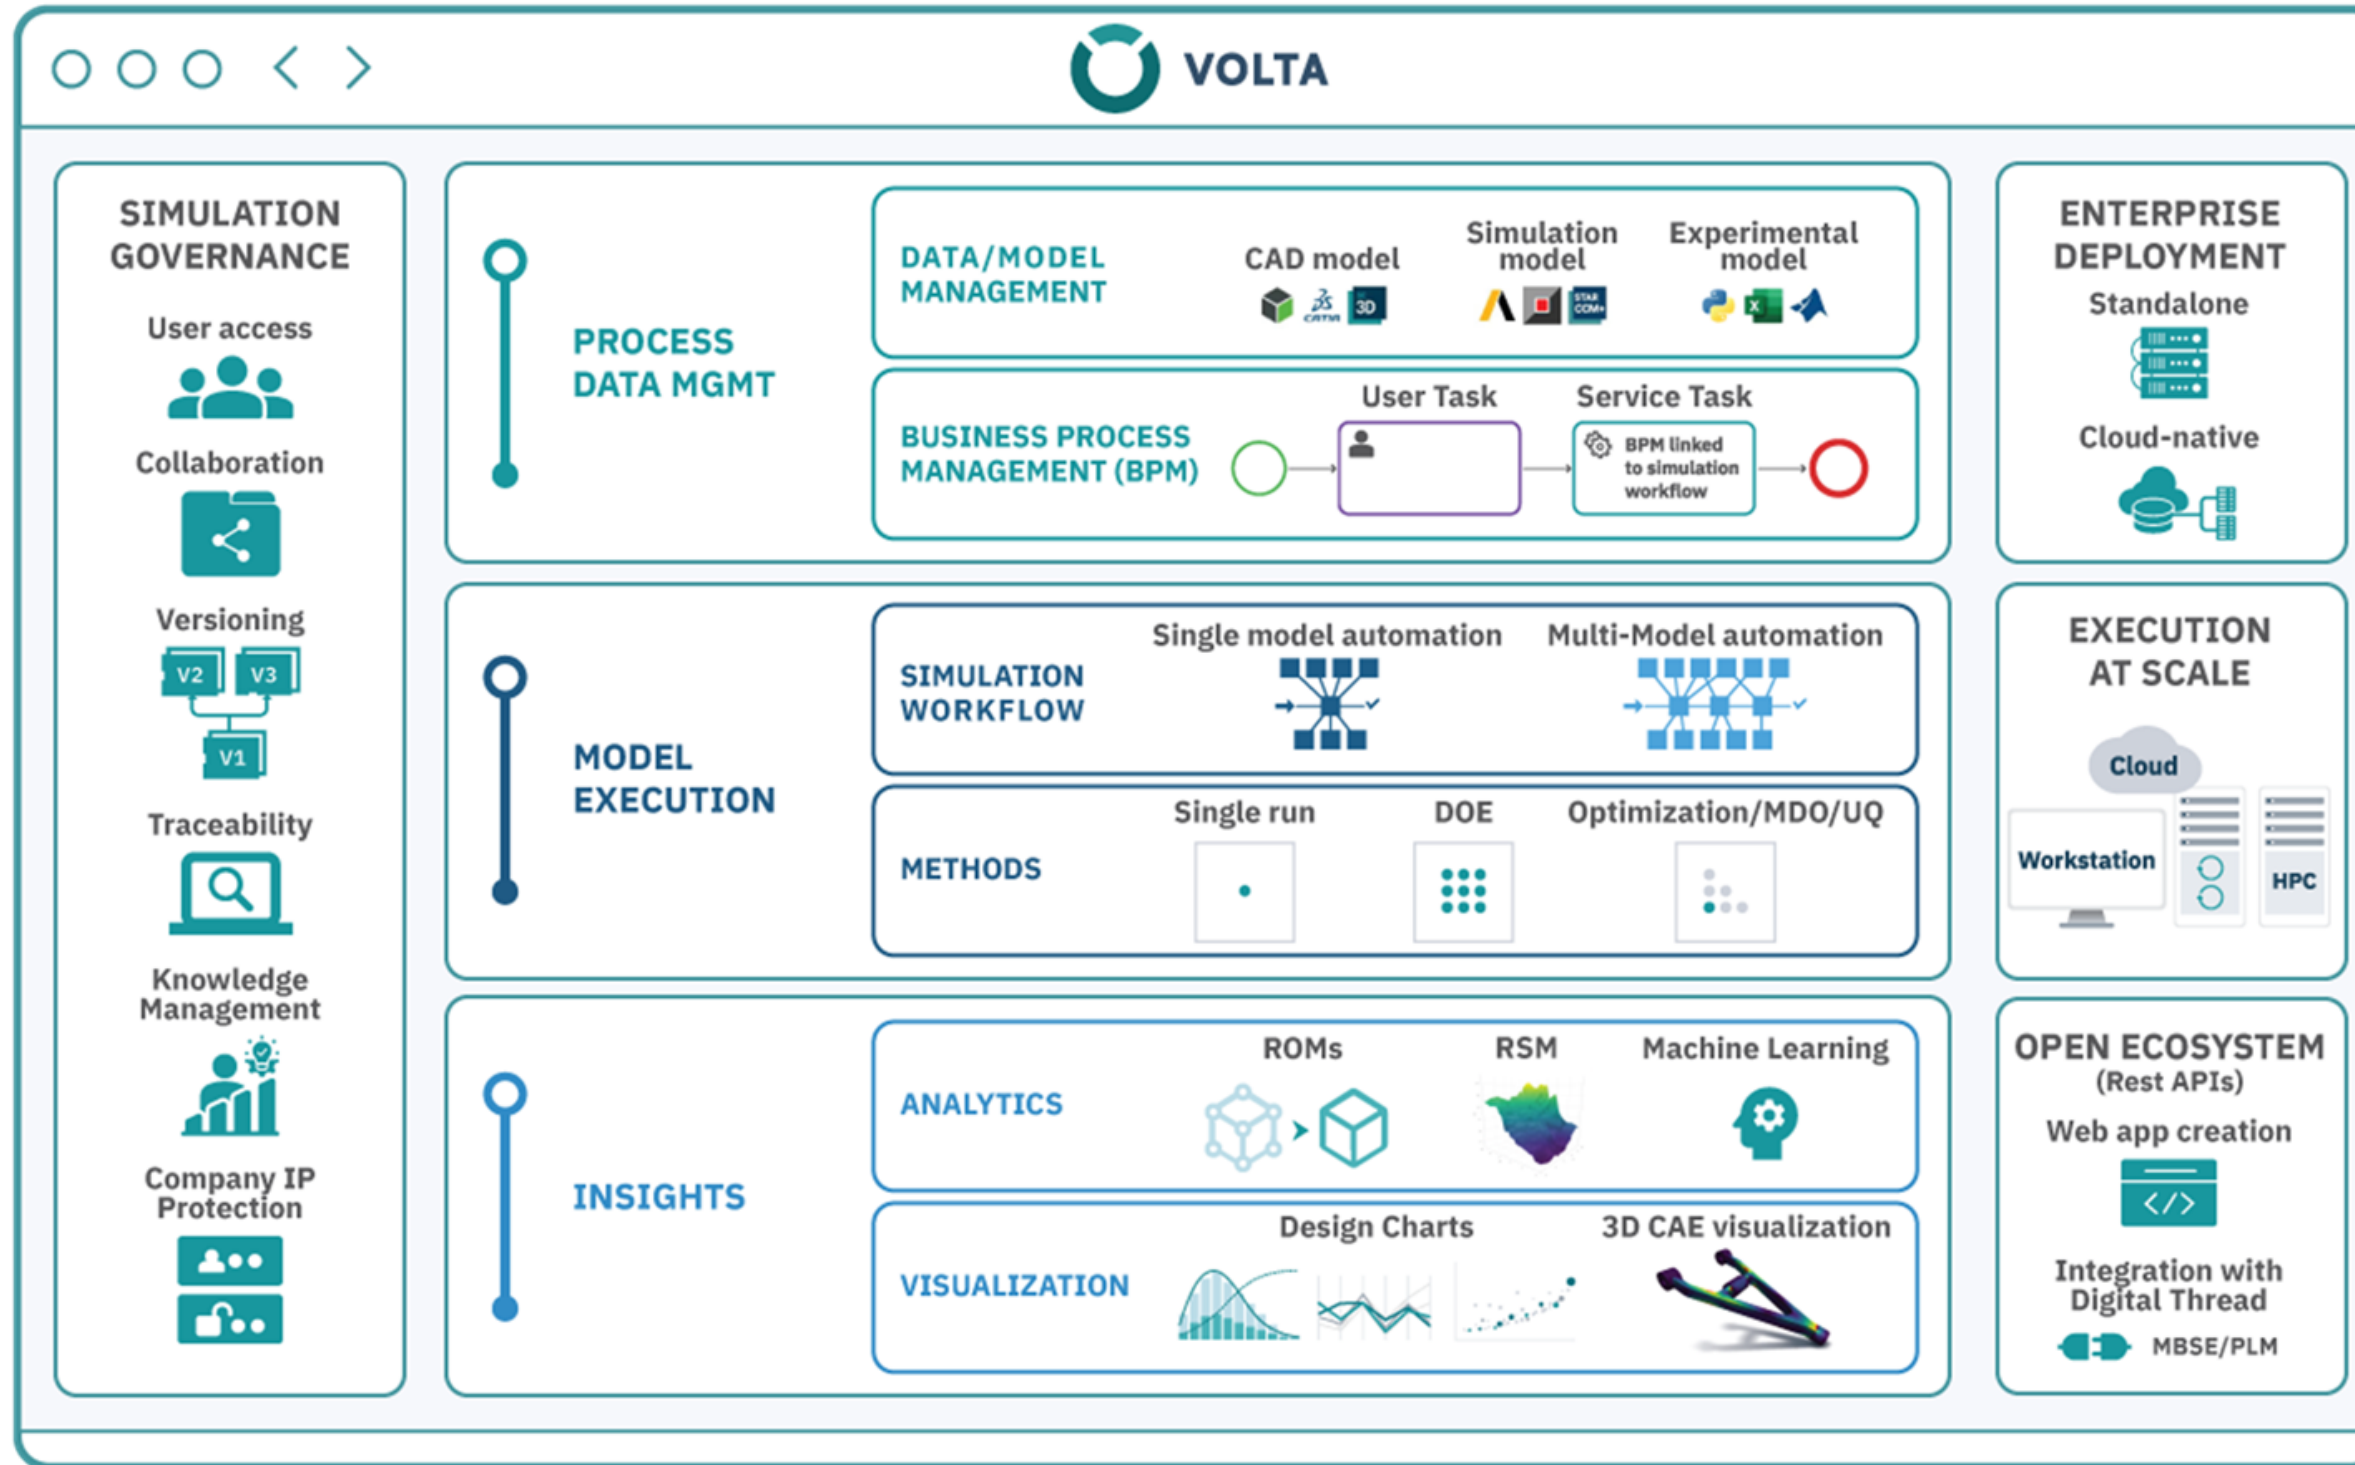 VOLTA
SIMULATION
GOVERNANCE
User access
Collaboration
Versioning
V2
V3
V1
Traceability
Knowledge
Management
Company IP
Protection
PROCESS
DATA MGMT
DATA/MODEL
MANAGEMENT
CAD model
CATIA
3D
Simulation
model
STAR
CCM+
Experimental
model
X
BUSINESS PROCESS
MANAGEMENT (BPM)
User Task
Service Task
BPM linked
to simulation
workflow
MODEL
EXECUTION
SIMULATION
WORKFLOW
Single model automation
Multi-Model automation
METHODS
Single run
DOE
Optimization/MDO/UQ
INSIGHTS
ANALYTICS
ROMs
RSM
Machine Learning
VISUALIZATION
Design Charts
3D CAE visualization
ENTERPRISE
DEPLOYMENT
Standalone
Cloud-native
EXECUTION
AT SCALE
Cloud
Workstation
HPC
OPEN ECOSYSTEM
(Rest APIs)
Web app creation
</>
Integration with
Digital Thread
MBSE/PLM